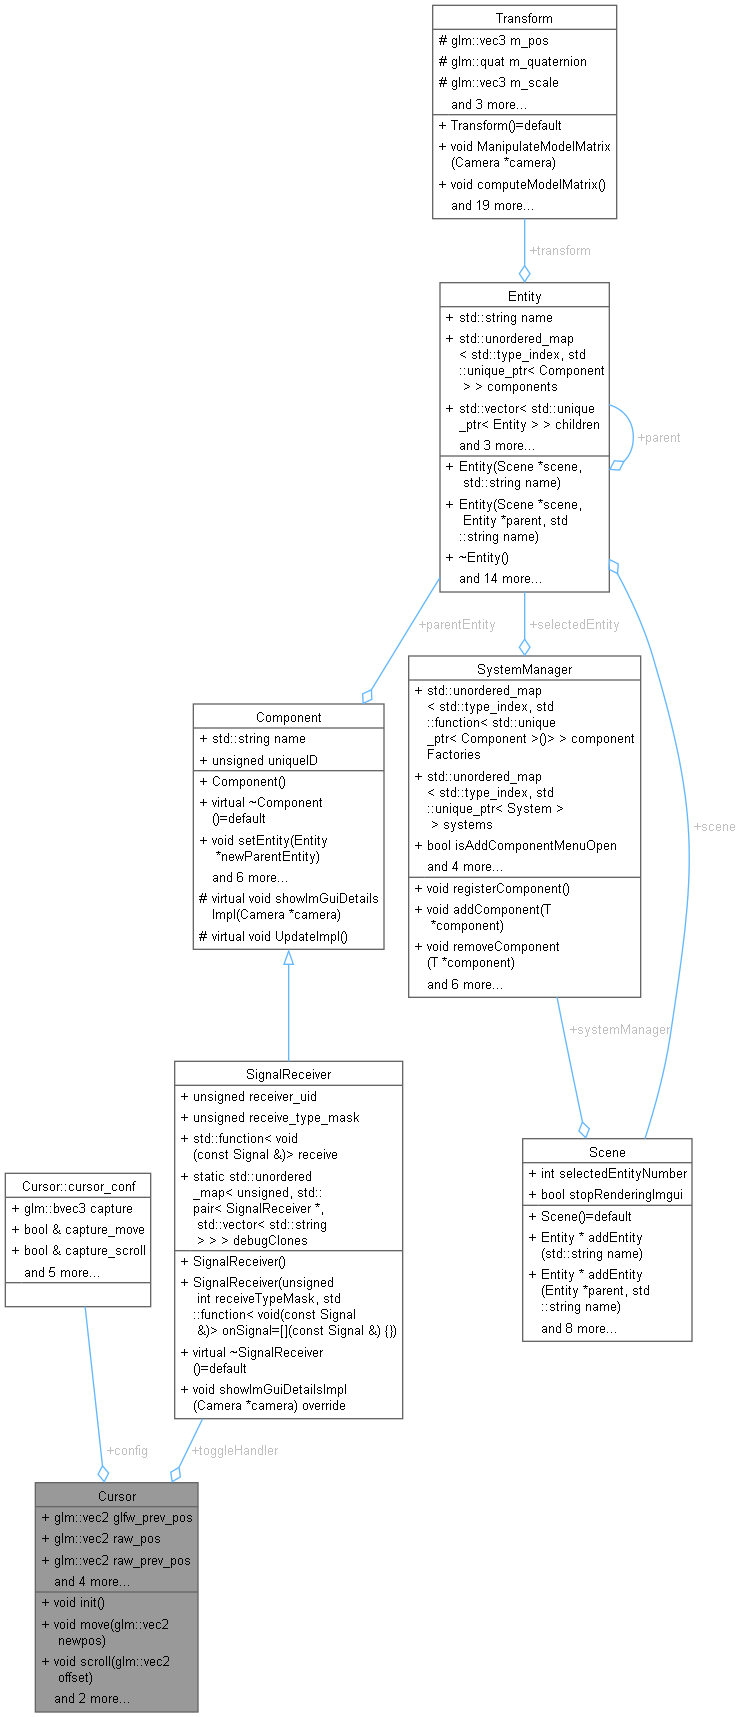 Transform
# glm::vec3 m_pos
# glm::quat m_quaternion
# glm::vec3 m_scale
and 3 more...
+ Transform()=default
+ void ManipulateModelMatrix
(Camera *camera)
+ void computeModelMatrix()
and 19 more...
+transform
Entity
+ std::string name
+ std::unordered_map
< std::type_index, std
::unique_ptr< Component
> > components
+ std::vector< std::unique
_ptr< Entity > > children
and 3 more...
+ Entity(Scene *scene,
std::string name)
+ Entity(Scene *scene,
Entity *parent, std
::string name)
+ ~Entity()
and 14 more...
+parent
+parentEntity
+selectedEntity
+scene
SystemManager
+ std::unordered_map
< std::type_index, std
::function< std::unique
_ptr< Component >()> > component
Factories
+ std::unordered_map
< std::type_index, std
::unique_ptr< System >
> systems
+ bool isAddComponentMenuOpen
and 4 more...
+ void registerComponent()
+ void addComponent(T
*component)
+ void removeComponent
(T *component)
and 6 more...
Component
+ std::string name
+ unsigned uniqueID
+ Component()
+ virtual ~Component
()=default
+ void setEntity(Entity
*newParentEntity)
and 6 more...
# virtual void showImGuiDetails
Impl(Camera *camera)
# virtual void UpdateImpl()
+systemManager
SignalReceiver
+ unsigned receiver_uid
+ unsigned receive_type_mask
+ std::function< void
(const Signal &)> receive
+ static std::unordered
_map< unsigned, std::
pair< SignalReceiver *,
std::vector< std::string
> > > debugClones
+ SignalReceiver()
+ SignalReceiver(unsigned
int receiveTypeMask, std
::function< void(const Signal
&)> onSignal=[](const Signal &) {})
+ virtual ~SignalReceiver
()=default
+ void showImGuiDetailsImpl
(Camera *camera) override
Scene
+ int selectedEntityNumber
+ bool stopRenderingImgui
+ Scene()=default
+ Entity * addEntity
(std::string name)
+ Entity * addEntity
(Entity *parent, std
::string name)
and 8 more...
Cursor::cursor_conf
+ glm::bvec3 capture
+ bool & capture_move
+ bool & capture_scroll
and 5 more...
+config
+toggleHandler
Cursor
+ glm::vec2 glfw_prev_pos
+ glm::vec2 raw_pos
+ glm::vec2 raw_prev_pos
and 4 more...
+ void init()
+ void move(glm::vec2
newpos)
+ void scroll(glm::vec2
offset)
and 2 more...